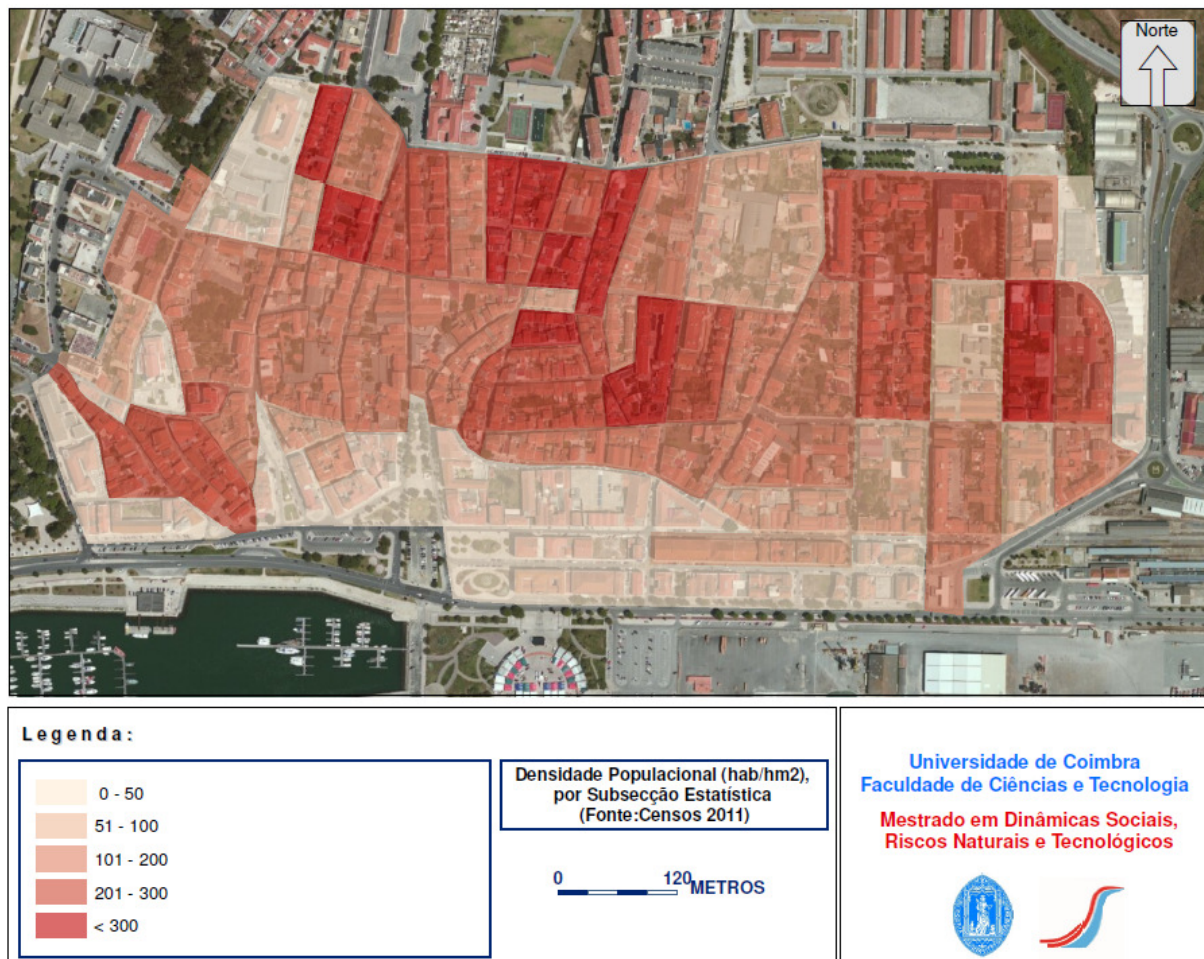 Norte
Legenda:
0 - 50
51 - 100
101 - 200
201 - 300
< 300
Densidade Populacional (hab/hm2),
por Subsecção Estatística
(Fonte:Censos 2011)
0 120 METROS
Universidade de Coimbra
Faculdade de Ciências e Tecnologia
Mestrado em Dinâmicas Sociais,
Riscos Naturais e Tecnológicos